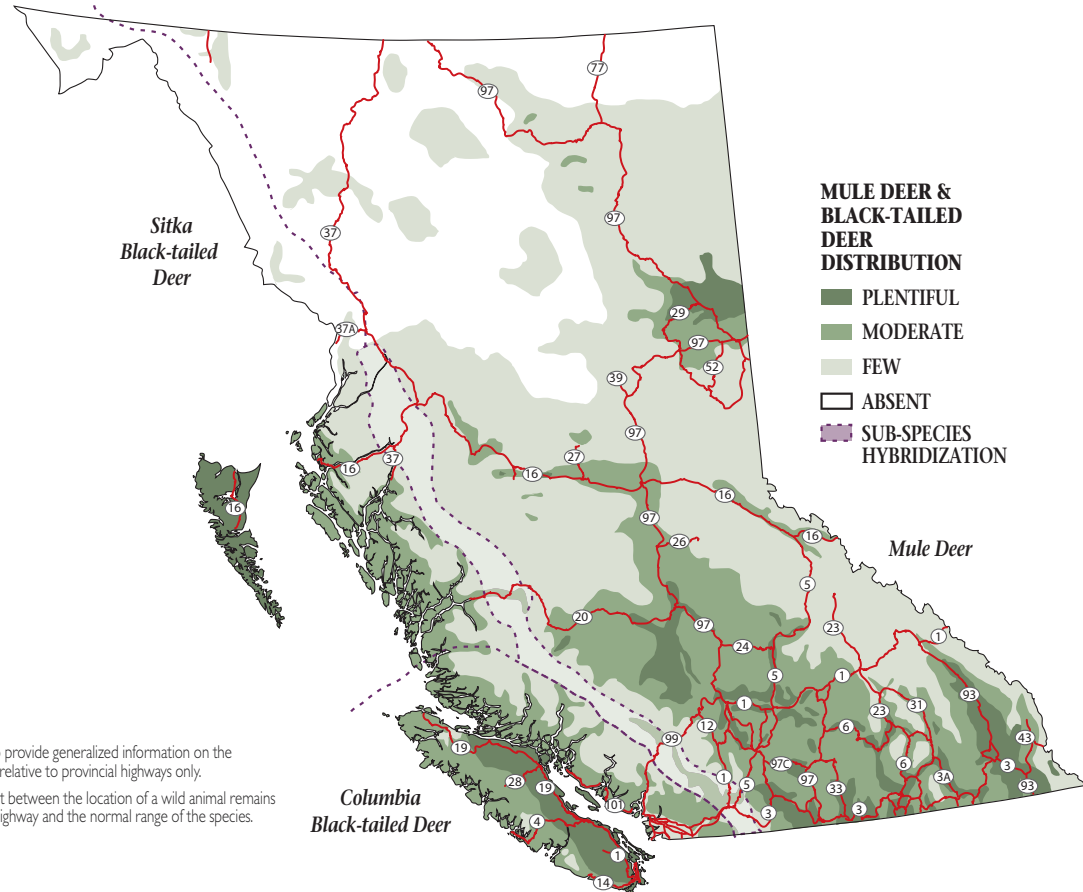 77
97
Sitka
Black-tailed
Deer
37
97
MULE DEER &
BLACK-TAILED
DEER
DISTRIBUTION
PLENTIFUL
MODERATE
FEW
ABSENT
SUB-SPECIES
HYBRIDIZATION
37A
29
97
52
39
97
16
37
27
16
16
16
97
26
16
Mule Deer
5
20
97
24
23
1
5
1
93
1
12
99
23
31
6
43
19
28
19
1
5
97C
97
33
6
3A
3
93
3
3
101
4
1
14
Columbia
Black-tailed Deer
provide generalized information on the
relative to provincial highways only.
t between the location of a wild animal remains
ighway and the normal range of the species.